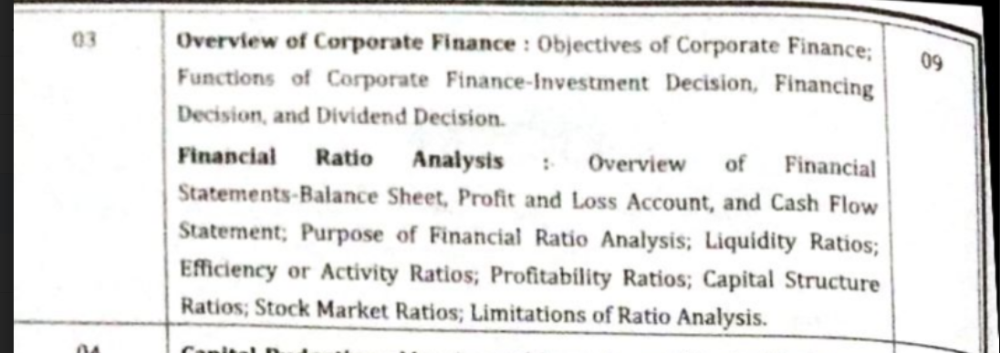 03
Overview of Corporate Finance : Objectives of Corporate Finance;
09
Functions of Corporate Finance-Investment Decision, Financing
Decision, and Dividend Decision.
Financial Ratio Analysis : Overview of Financial
Statements-Balance Sheet, Profit and Loss Account, and Cash Flow
Statement; Purpose of Financial Ratio Analysis; Liquidity Ratios;
Efficiency or Activity Ratios; Profitability Ratios; Capital Structure
Ratios; Stock Market Ratios; Limitations of Ratio Analysis.
04
Capital